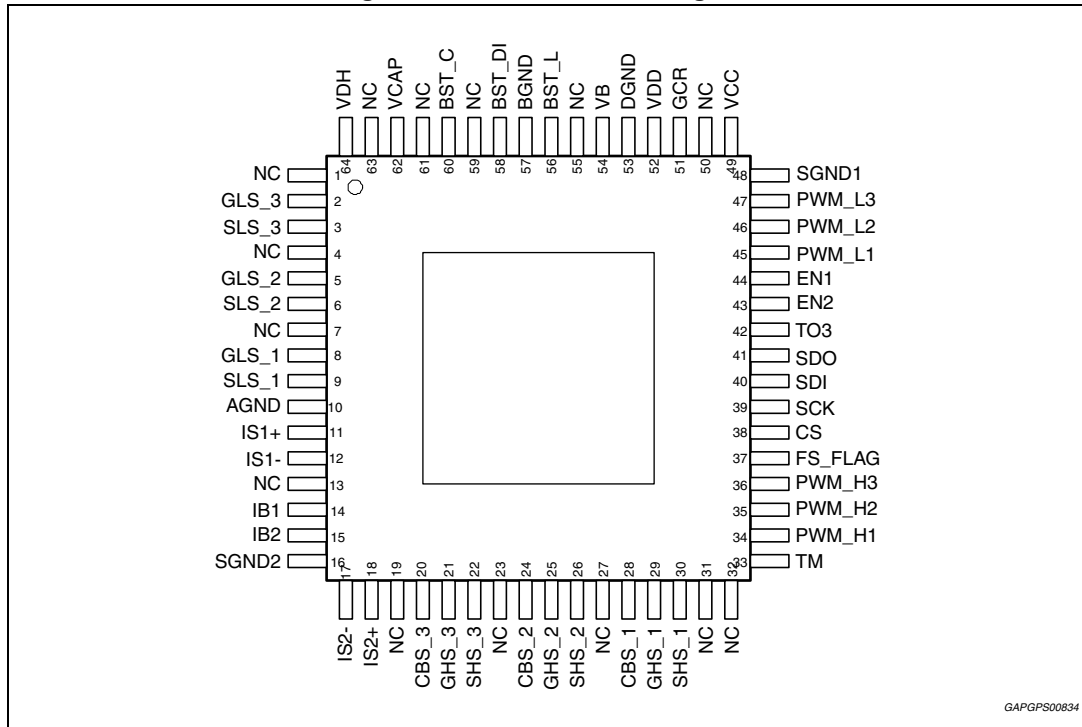 VDH
NC
VCAP
NC
BST_C
NC
BST_DI
BGND
BST_L
NC
VB
DGND
VDD
GCR
NC
VCC
64
63
62
61
60
59
58
57
56
55
54
53
52
51
50
49
NC 1
GLS_3 2
SLS_3 3
NC 4
GLS_2 5
SLS_2 6
NC 7
GLS_1 8
SLS_1 9
AGND 10
IS1+ 11
IS1- 12
NC 13
IB1 14
IB2 15
SGND2 16
48 SGND1
47 PWM_L3
46 PWM_L2
45 PWM_L1
44 EN1
43 EN2
42 TO3
41 SDO
40 SDI
39 SCK
38 CS
37 FS_FLAG
36 PWM_H3
35 PWM_H2
34 PWM_H1
33 TM
17
18
19
20
21
22
23
24
25
26
27
28
29
30
31
32
IS2-
IS2+
NC
CBS_3
GHS_3
SHS_3
NC
CBS_2
GHS_2
SHS_2
NC
CBS_1
GHS_1
SHS_1
NC
NC
GAPGPS00834